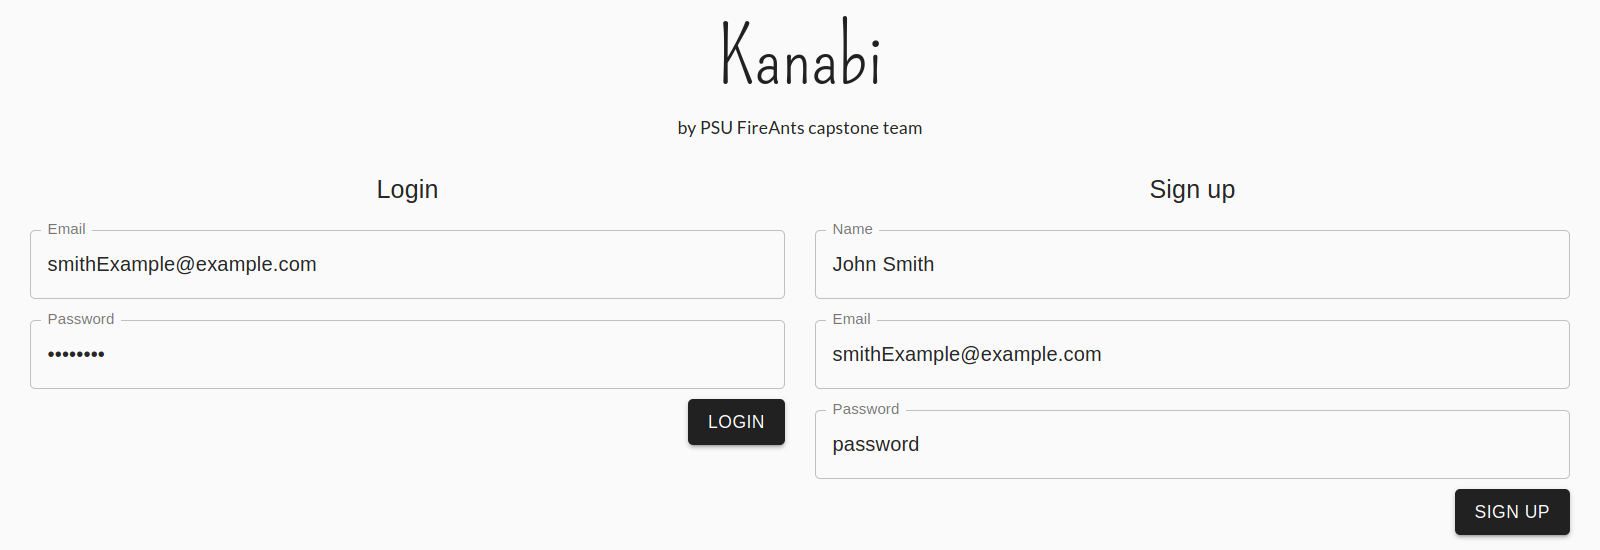 Kanabi
by PSU FireAnts capstone team
Login
Email
smithExample@example.com
Password
••••••••
LOGIN
Sign up
Name
John Smith
Email
smithExample@example.com
Password
password
SIGN UP